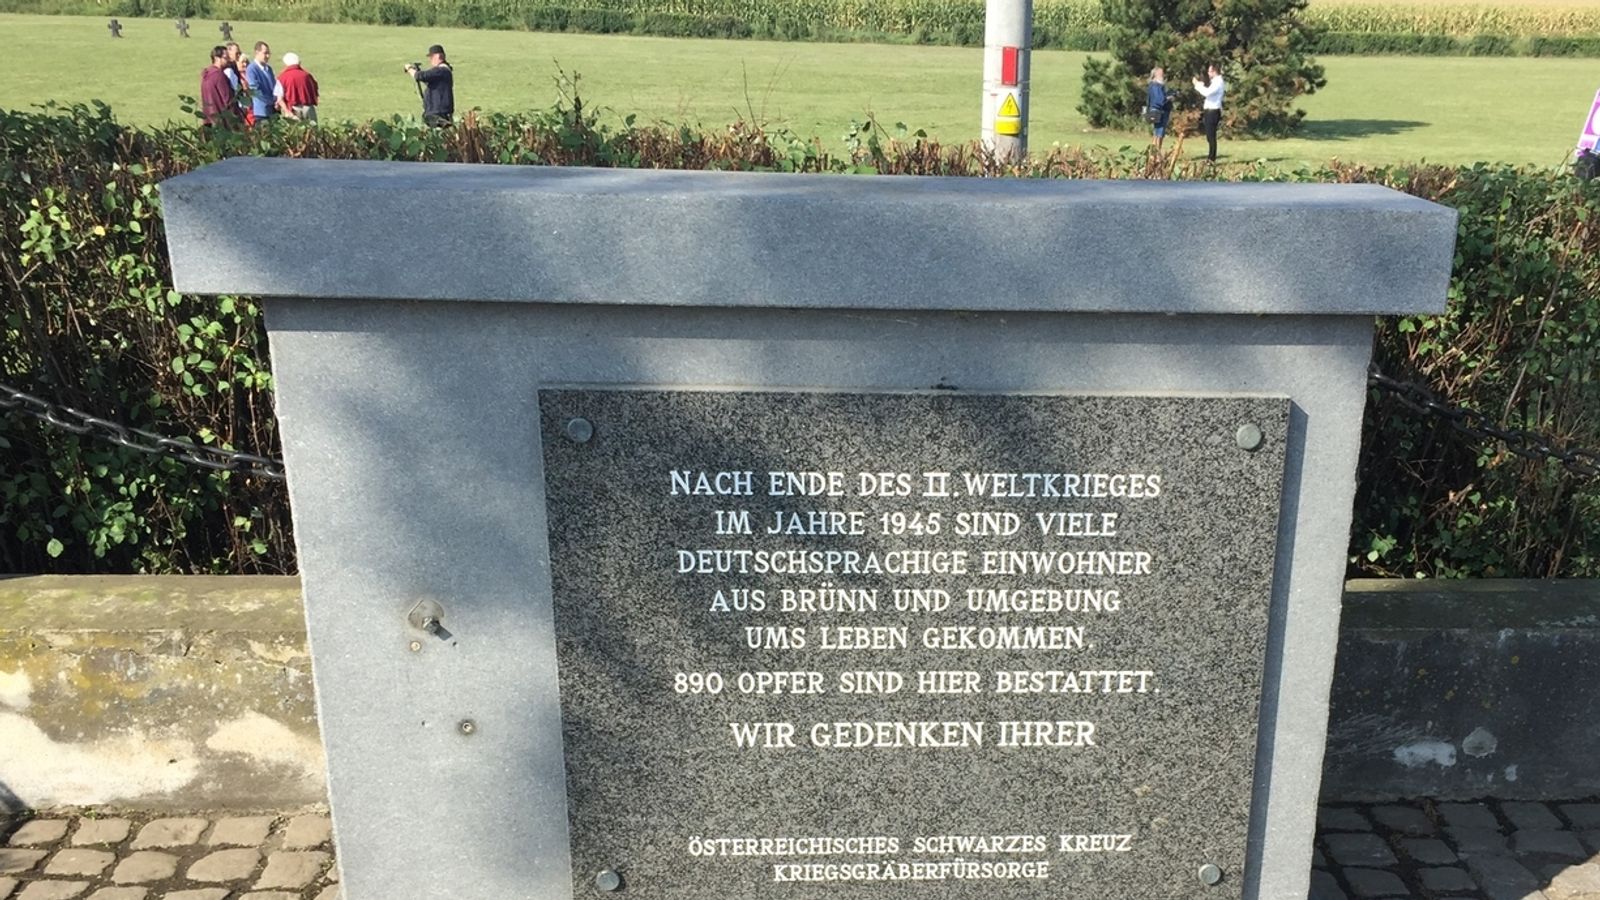 NACH ENDE DES II. WELTKRIEGES
IM JAHRE 1945 SIND VIELE
DEUTSCHSPRACHIGE EINWOHNER
AUS BRÜNN UND UMGEBUNG
UMS LEBEN GEKOMMEN.
890 OPFER SIND HIER BESTATTET.
WIR GEDENKEN IHRER
ÖSTERREICHISCHES SCHWARZES KREUZ
KRIEGSGRÄBERFÜRSORGE